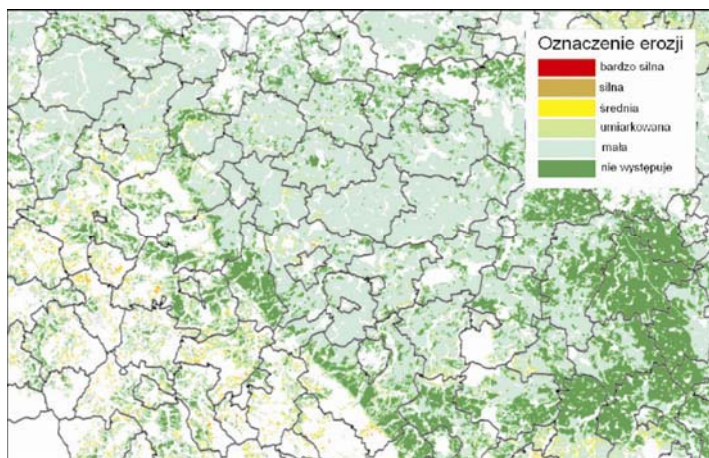 Oznaczenie erozji
bardzo silna
silna
średnia
umiarkowana
mała
nie występuje